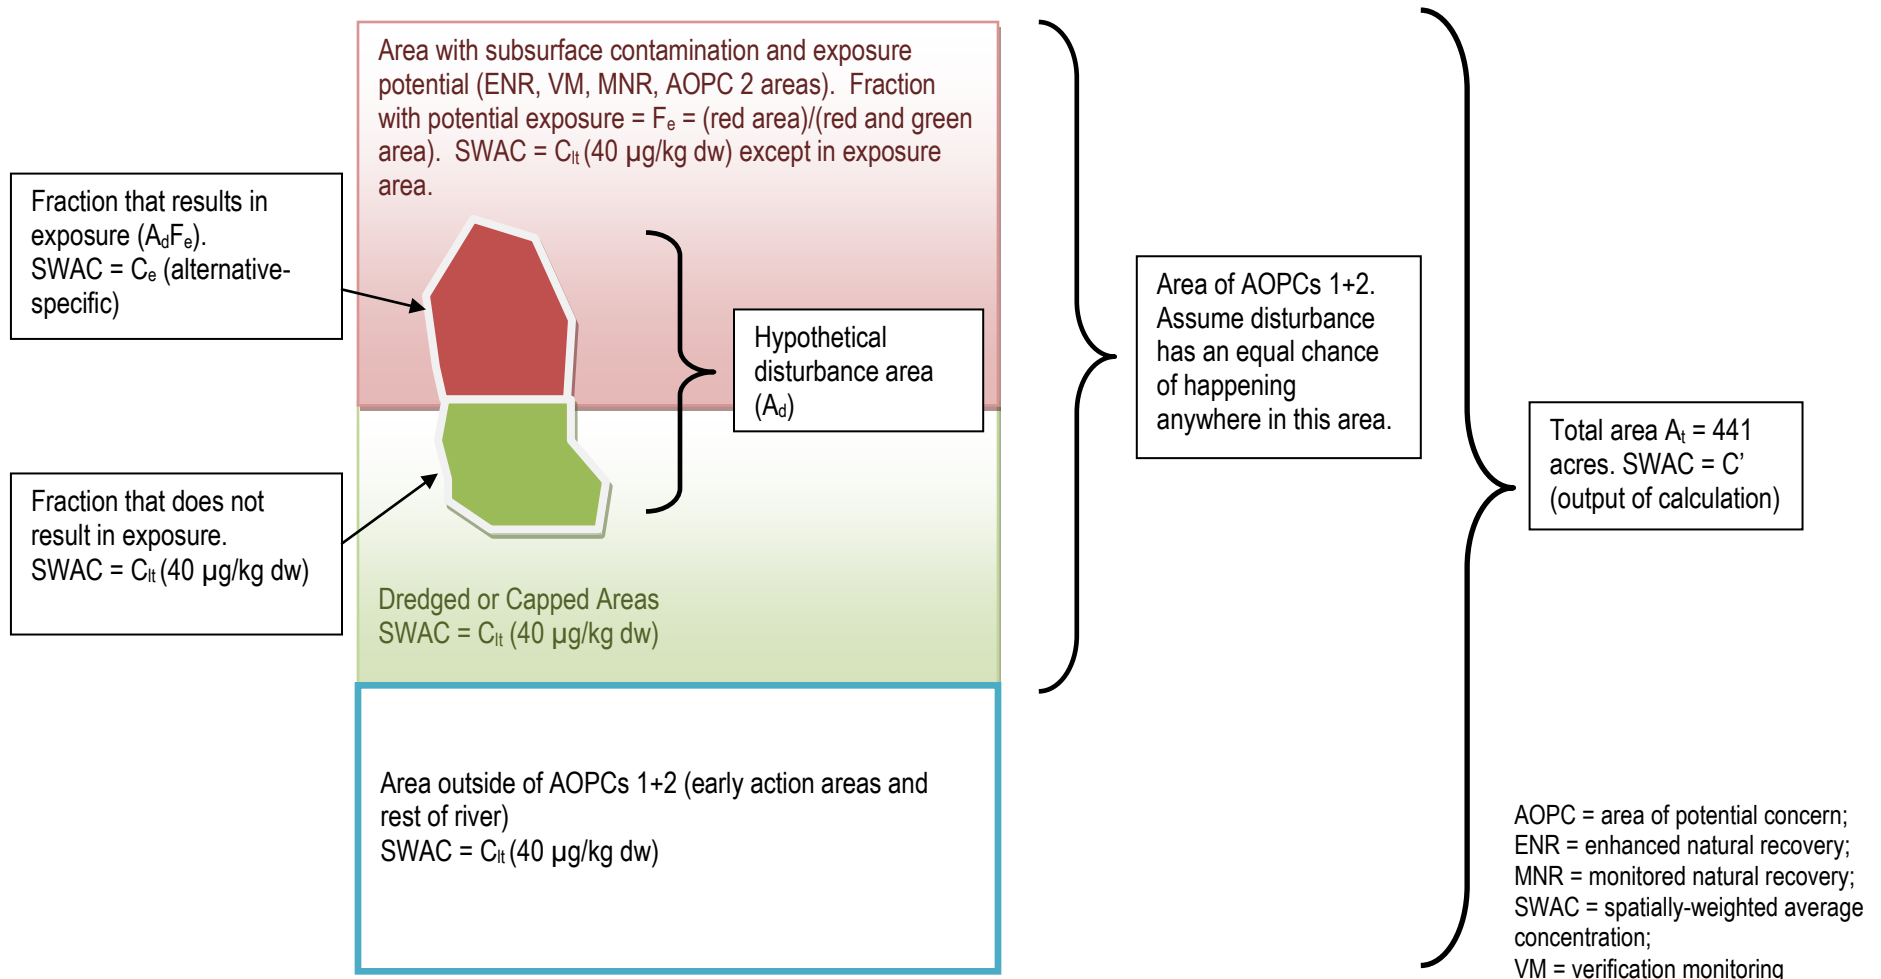 Area with subsurface contamination and exposure
potential (ENR, VM, MNR, AOPC 2 areas).  Fraction
with potential exposure = Fe = (red area)/(red and green
area).  SWAC = Clt (40 µg/kg dw) except in exposure
area.
Fraction that results in
exposure (AdFe).
SWAC = Ce (alternative-
specific)
Hypothetical
disturbance area
(Ad)
Fraction that does not
result in exposure.
SWAC = Clt (40 µg/kg dw)
Dredged or Capped Areas
SWAC = Clt (40 µg/kg dw)
Area of AOPCs 1+2.
Assume disturbance
has an equal chance
of happening
anywhere in this area.
Total area At = 441
acres. SWAC = C’
(output of calculation)
Area outside of AOPCs 1+2 (early action areas and
rest of river)
SWAC = Clt (40 µg/kg dw)
AOPC = area of potential concern;
ENR = enhanced natural recovery;
MNR = monitored natural recovery;
SWAC = spatially-weighted average
concentration;
VM = verification monitoring